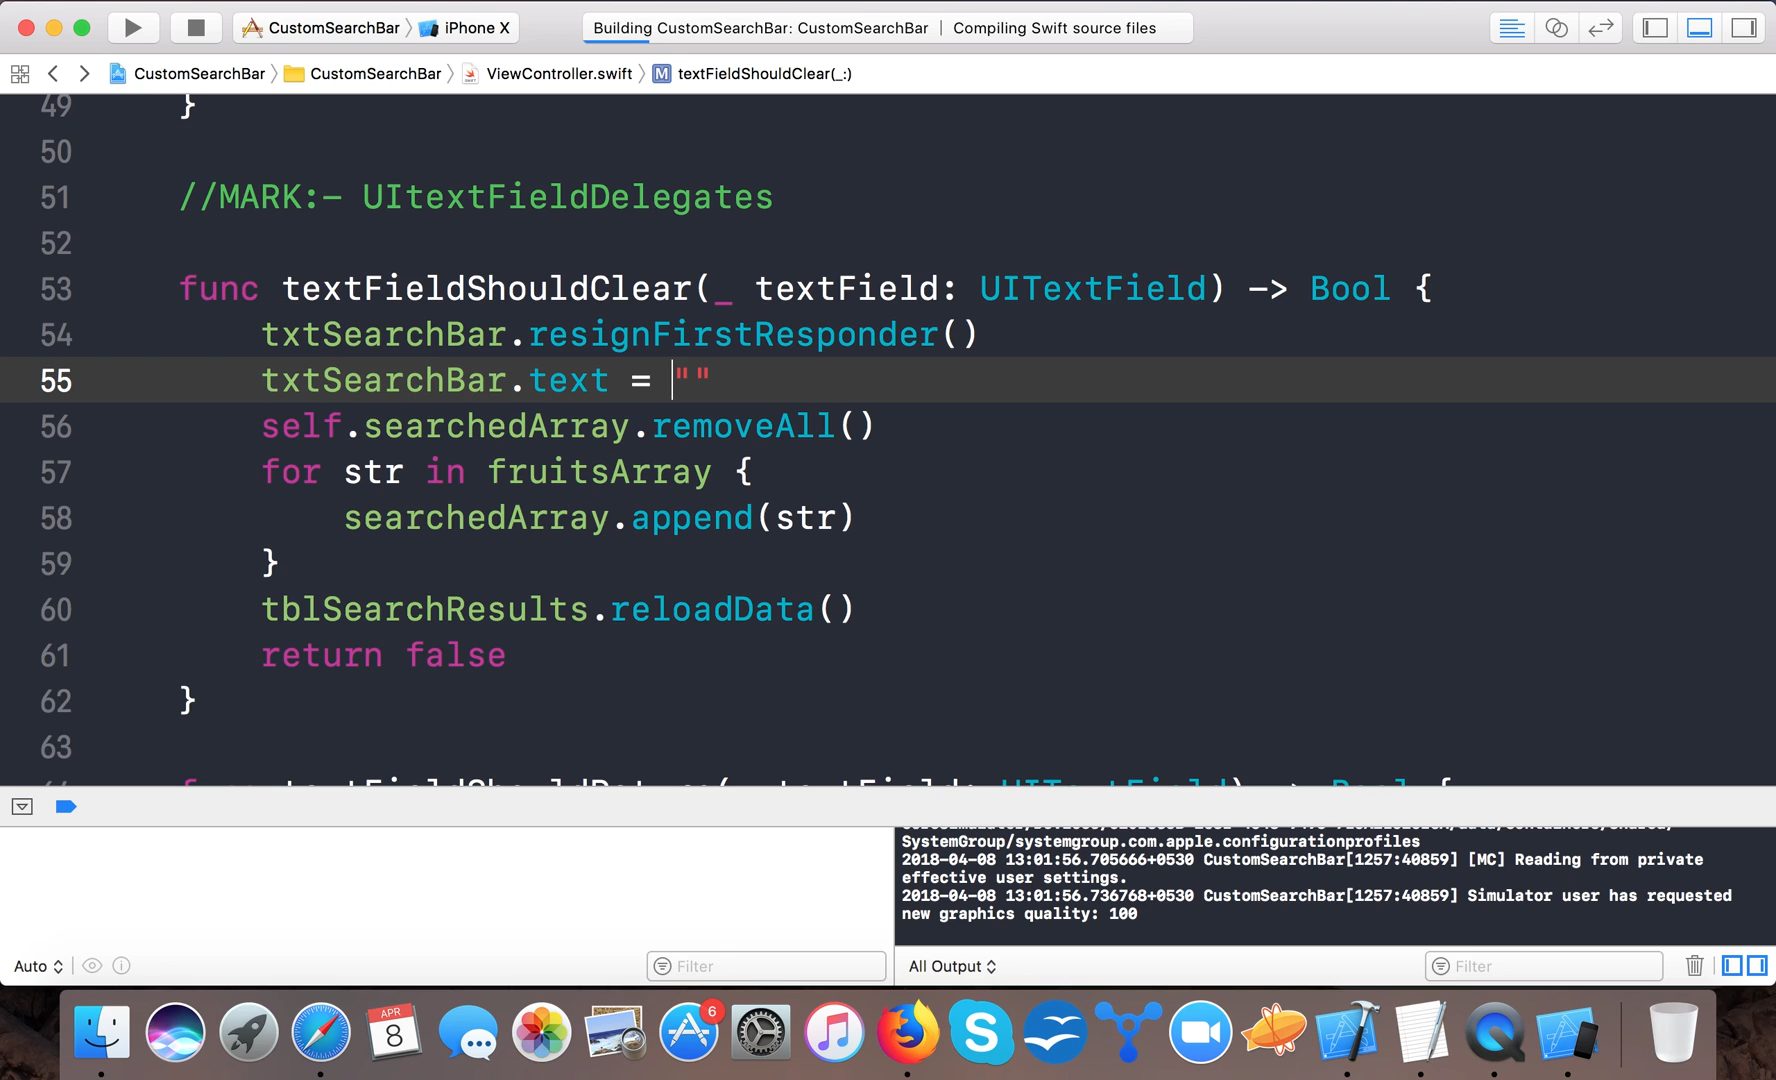 CustomSearchBar > iPhone X
Building CustomSearchBar: CustomSearchBar | Compiling Swift source files
CustomSearchBar > CustomSearchBar > ViewController.swift > M textFieldShouldClear(_:)
49 }
50
51 //MARK:- UItextFieldDelegates
52
53 func textFieldShouldClear(_ textField: UITextField) -> Bool {
54 txtSearchBar.resignFirstResponder()
55 txtSearchBar.text = ""
56 self.searchedArray.removeAll()
57 for str in fruitsArray {
58 searchedArray.append(str)
59 }
60 tblSearchResults.reloadData()
61 return false
62 }
63
SystemGroup/systemgroup.com.apple.configurationprofiles
2018-04-08 13:01:56.705666+0530 CustomSearchBar[1257:40859] [MC] Reading from private
effective user settings.
2018-04-08 13:01:56.736768+0530 CustomSearchBar[1257:40859] Simulator user has requested
new graphics quality: 100
Auto
Filter
All Output
Filter
APR
8
6
S